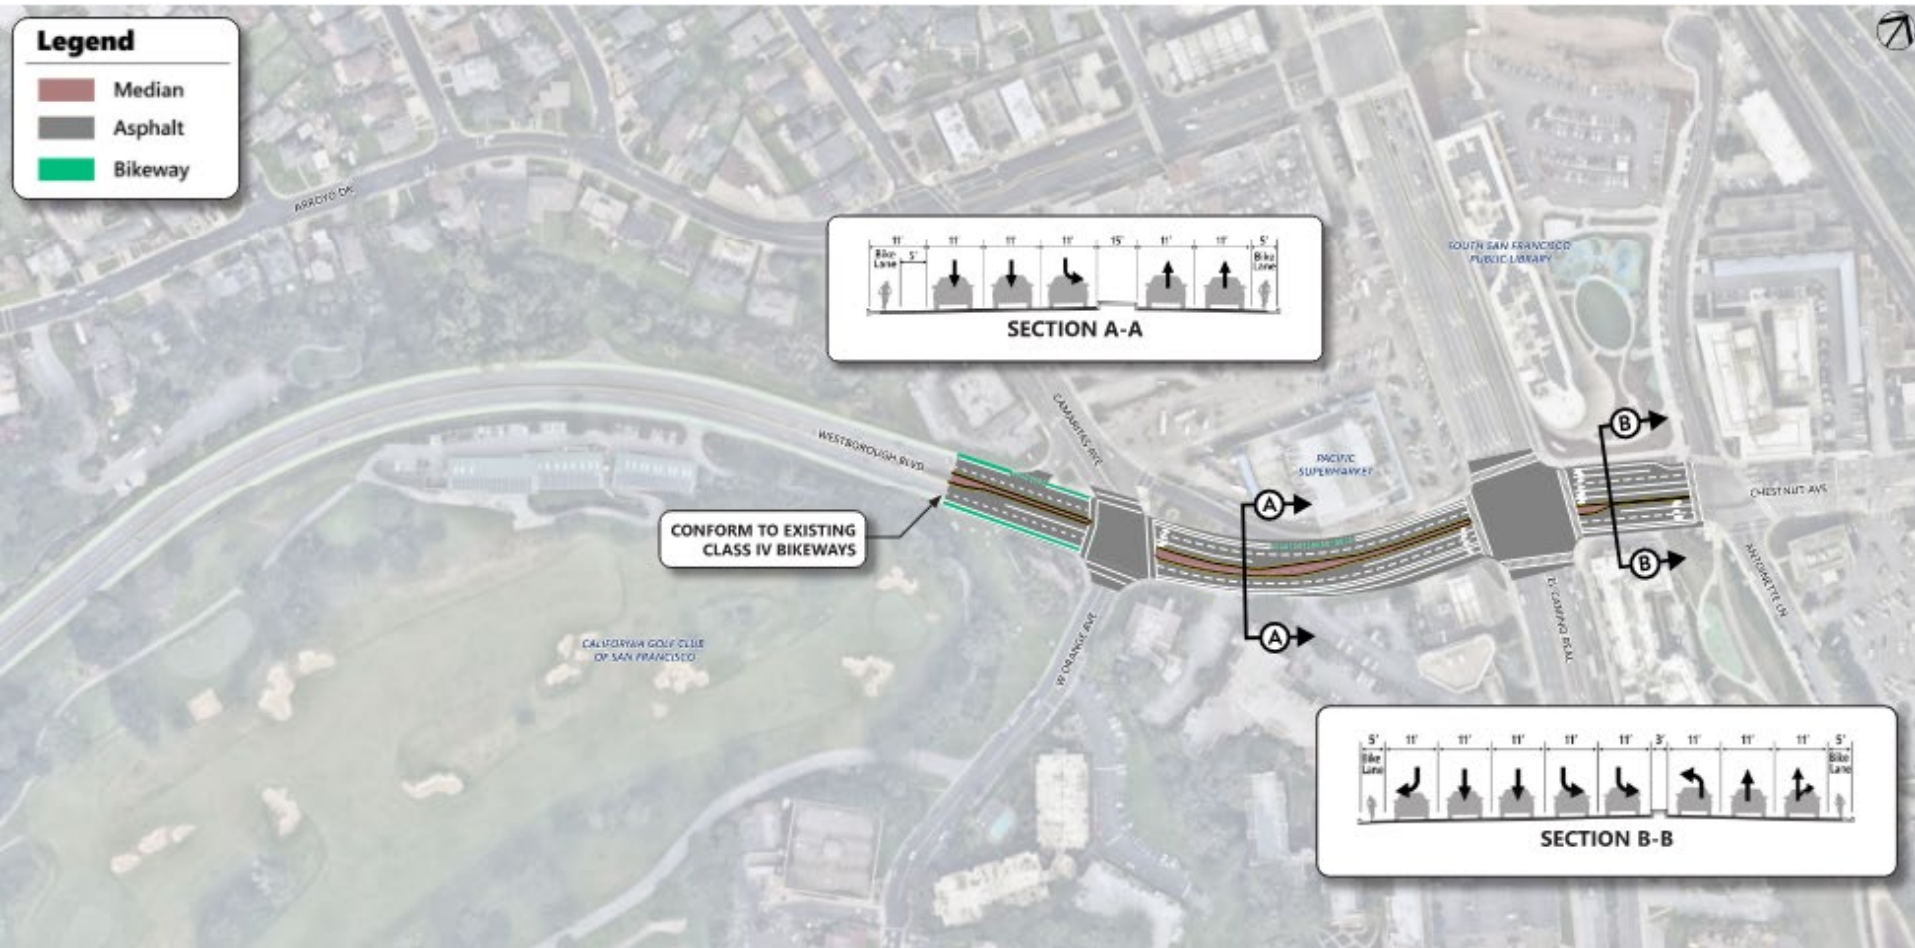 Legend
Median
Asphalt
Bikeway
ARROYO DR
11' 11' 11' 11' 15' 11' 11' 5'
Bike
Lane
5'
Bike
Lane
SECTION A-A
SOUTH SAN FRANCISCO
PUBLIC LIBRARY
CAMARITAS AVE
WESTBOROUGH BLVD
PACIFIC
SUPERMARKET
B
A
CHESTNUT AVE
CONFORM TO EXISTING
CLASS IV BIKEWAYS
B
ANTOINETTE LN
EL CAMINO REAL
A
W ORANGE AVE
CALIFORNIA GOLF CLUB
OF SAN FRANCISCO
5' 11' 11' 11' 11' 11' 3' 11' 11' 11' 5'
Bike
Lane
Bike
Lane
SECTION B-B